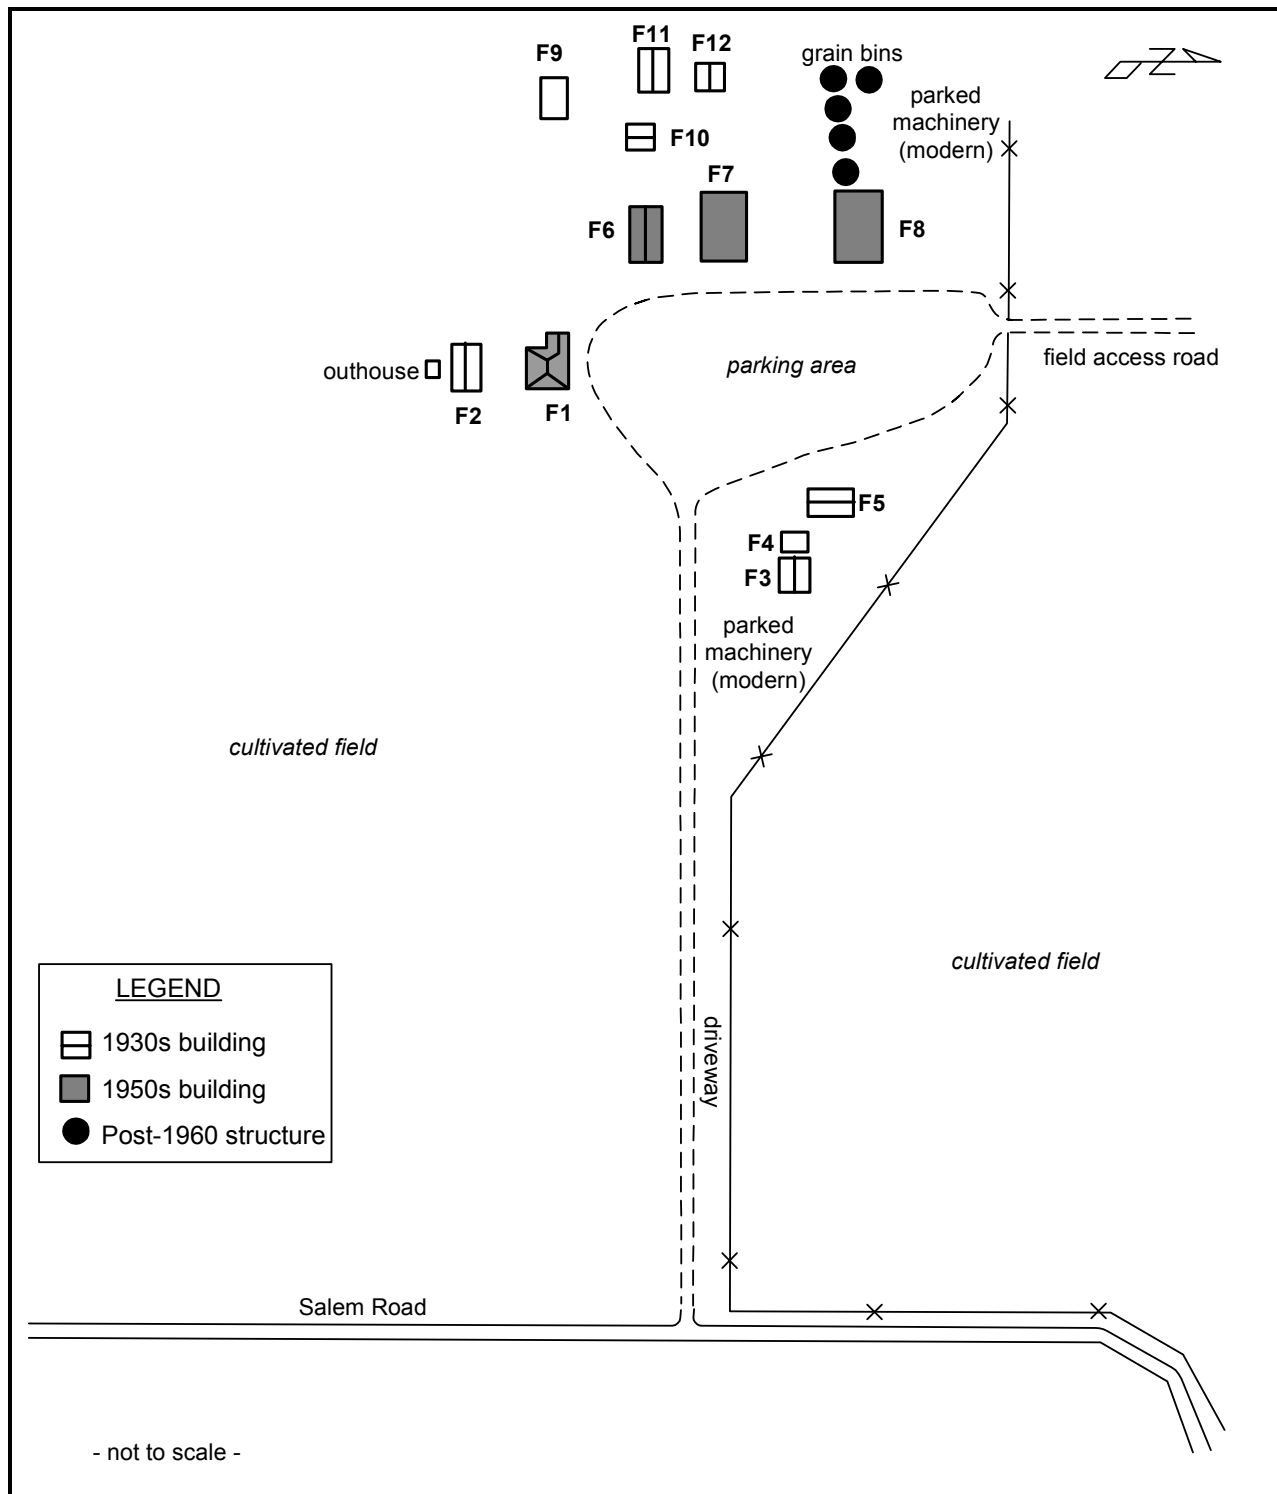 F11
F12
F9
grain bins
parked
machinery
(modern)
F10
F7
F6
F8
parking area
field access road
outhouse
F2
F1
F5
F4
F3
parked
machinery
(modern)
cultivated field
cultivated field
driveway
LEGEND
1930s building
1950s building
Post-1960 structure
Salem Road
- not to scale -
N